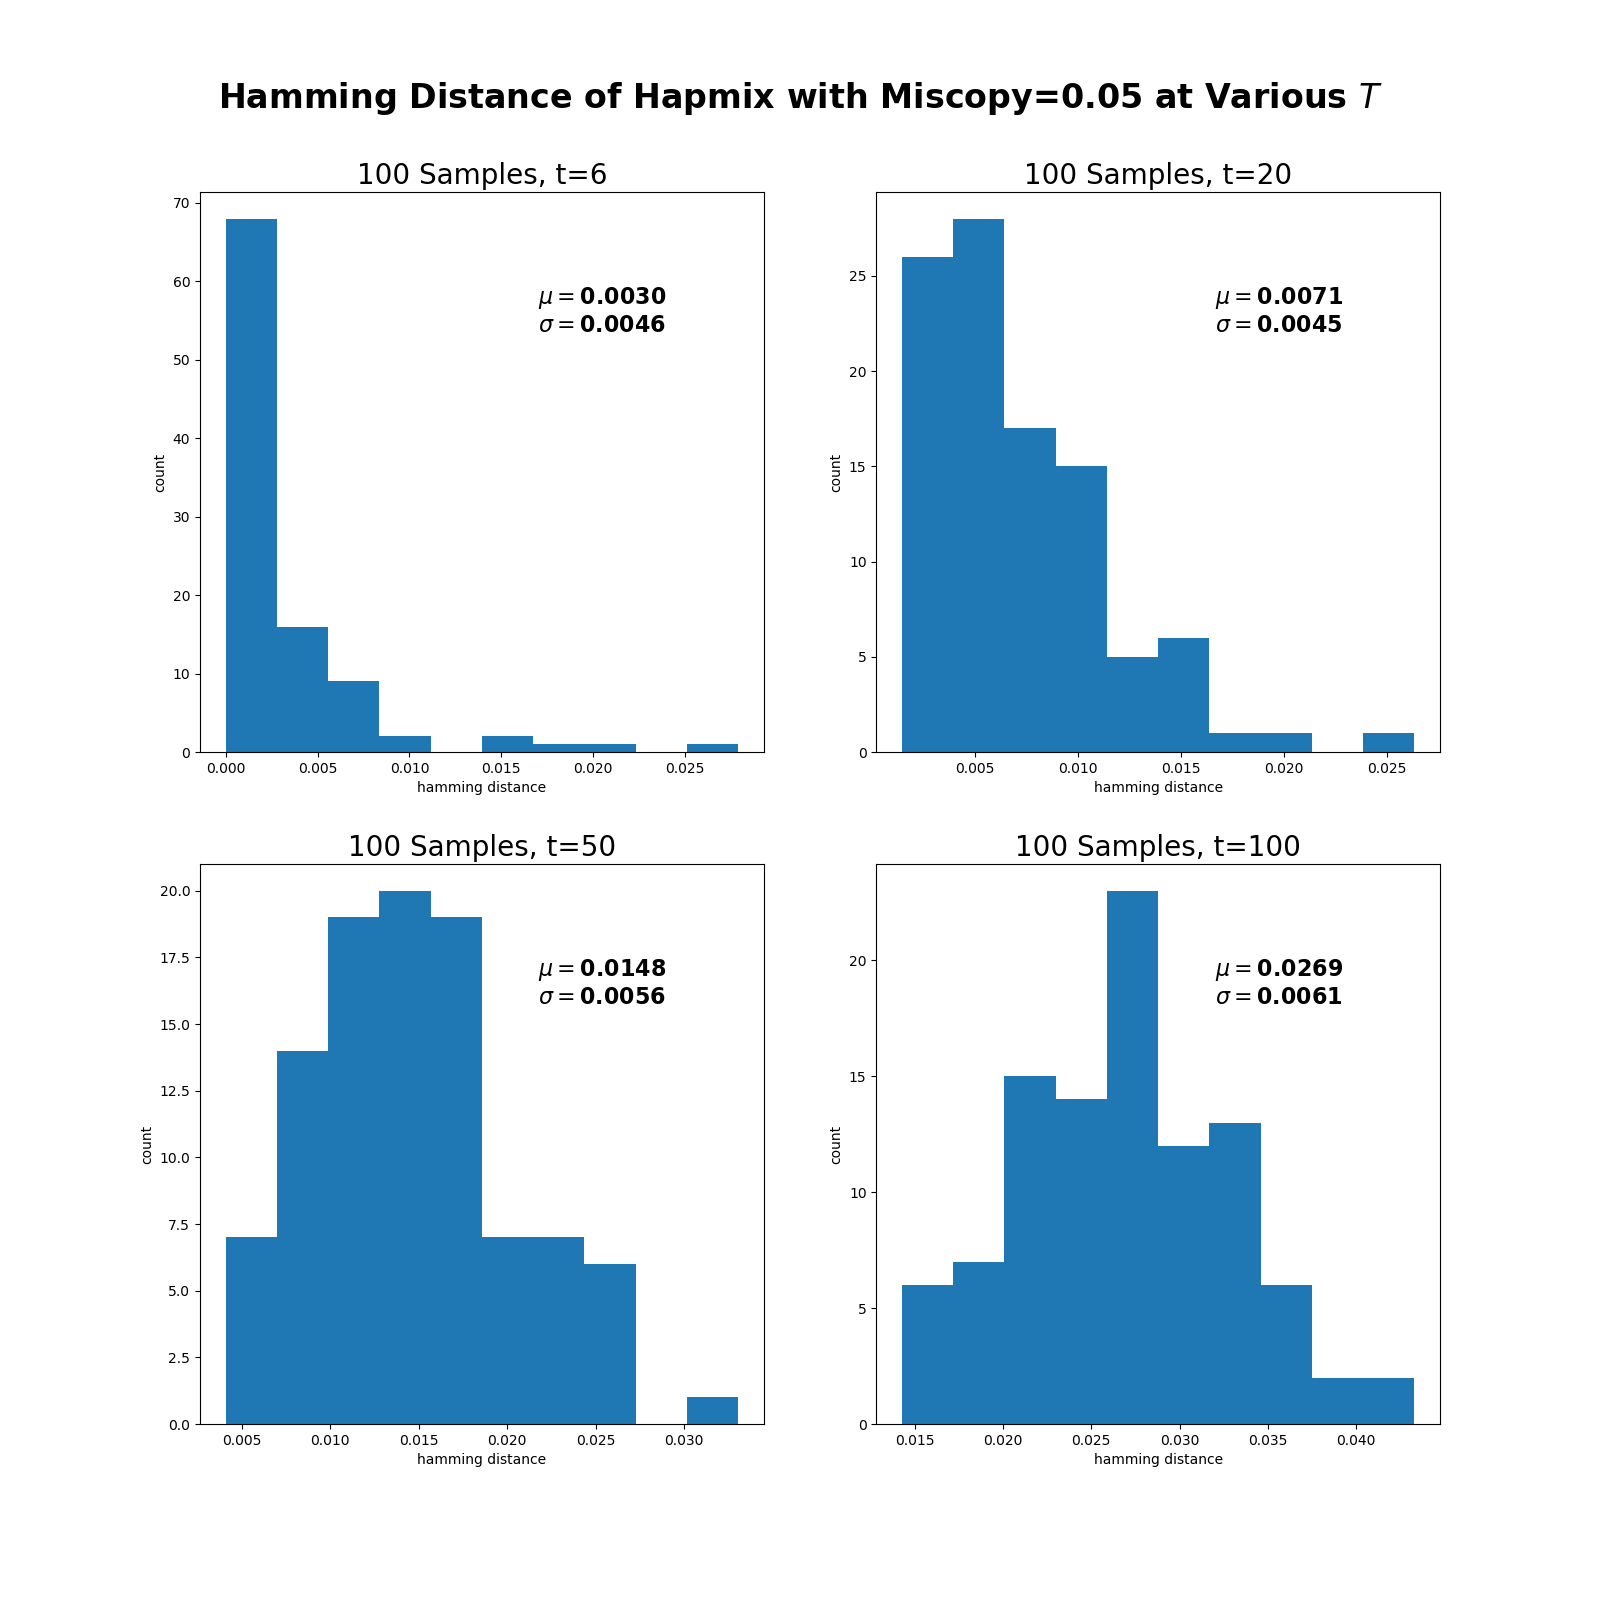 Hamming Distance of Hapmix with Miscopy=0.05 at Various T
100 Samples, t=6
70
60
50
40
30
20
10
0
count
μ = 0.0030
σ = 0.0046
0.000 0.005 0.010 0.015 0.020 0.025
hamming distance
100 Samples, t=20
25
20
15
10
5
0
count
μ = 0.0071
σ = 0.0045
0.005 0.010 0.015 0.020 0.025
hamming distance
100 Samples, t=50
20.0
17.5
15.0
12.5
10.0
7.5
5.0
2.5
0.0
count
μ = 0.0148
σ = 0.0056
0.005 0.010 0.015 0.020 0.025 0.030
hamming distance
100 Samples, t=100
20
15
10
5
0
count
μ = 0.0269
σ = 0.0061
0.015 0.020 0.025 0.030 0.035 0.040
hamming distance